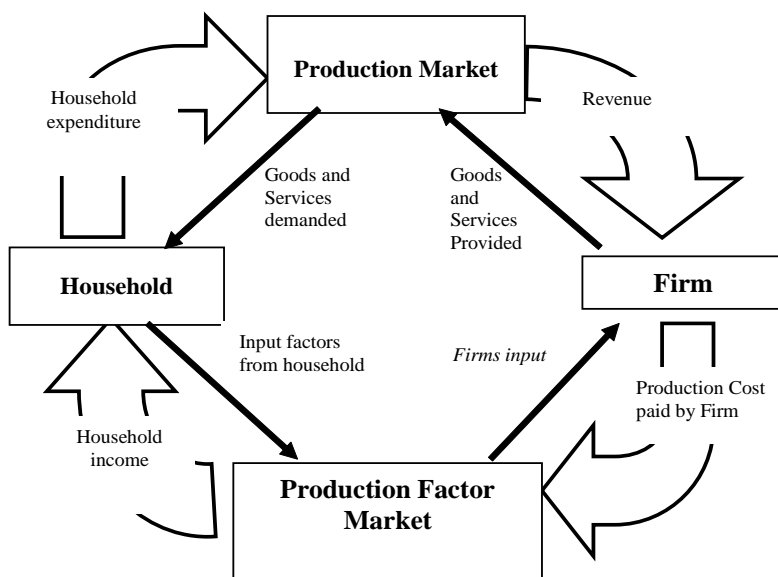 Production Market
Household
expenditure
Revenue
Goods and
Services
demanded
Goods
and
Services
Provided
Household
Firm
Input factors
from household
Firms input
Production Cost
paid by Firm
Household
income
Production Factor
Market